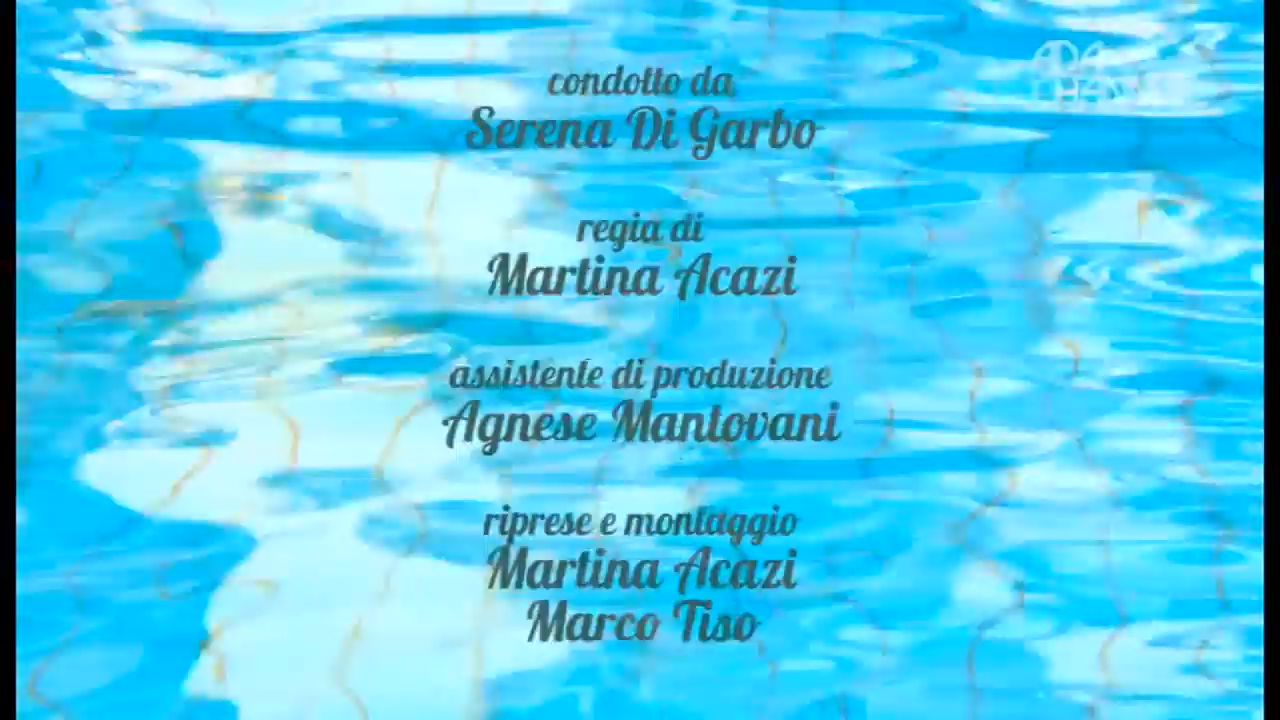 condotto da
Serena Di Garbo
regia di
Martina Acazi
assistente di produzione
Agnese Mantovani
riprese e montaggio
Martina Acazi
Marco Tiso